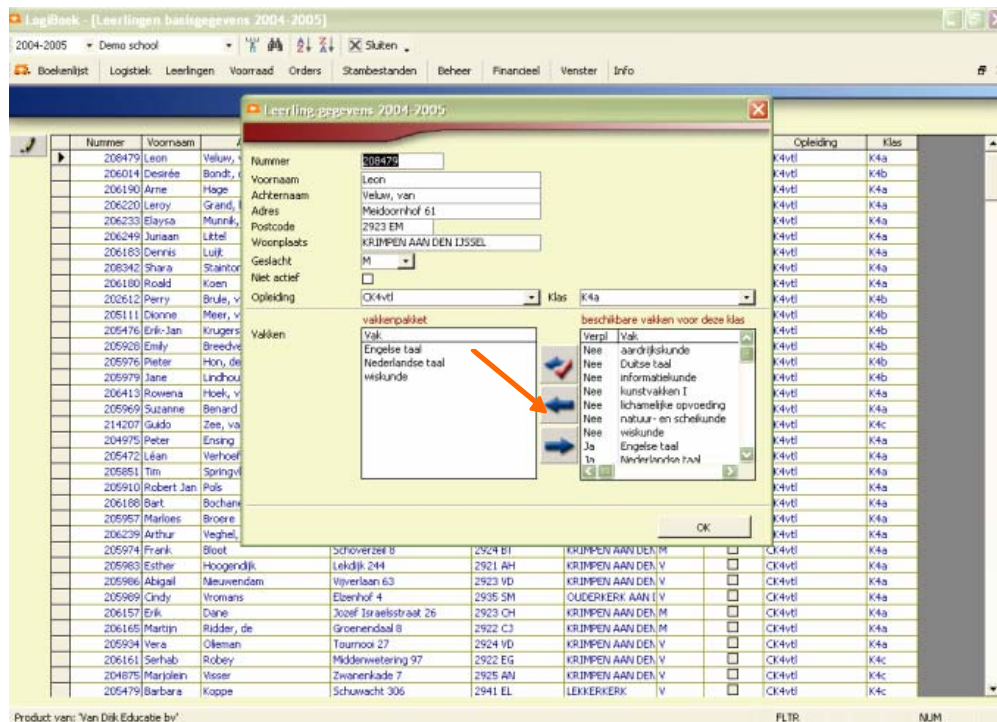 LogiBoek - [Leerlingen basisgegevens 2004-2005]
2004-2005 Demo school Sluiten
Boekenlijst Logistiek Leerlingen Voorraad Orders Stambestanden Beheer Financieel Venster Info
Leerling gegevens 2004-2005
Nummer 208479
Voornaam Leon
Achternaam Veluw, van
Adres Meidoornhof 61
Postcode 2923 EM
Woonplaats KRIMPEN AAN DEN IJSSEL
Geslacht M
Niet actief
Opleiding CK4vtl Klas K4a
Vakken
vakkenpakket
Vak
Engelse taal
Nederlandse taal
wiskunde
beschikbare vakken voor deze klas
Verpl Vak
Nee aardrijkskunde
Nee Duitse taal
Nee informatiekunde
Nee kunstvakken I
Nee lichamelijke opvoeding
Nee natuur- en scheikunde
Nee wiskunde
Ja Engelse taal
Ja Nederlandse taal
OK
Nummer Voornaam Opleiding Klas
208479 Leon Veluw, K4vtl K4a
206014 Desirée Bondt, K4vtl K4b
206190 Arne Hage K4vtl K4a
206220 Leroy Grand, K4vtl K4a
206233 Elaysa Munnik, K4vtl K4a
206249 Juriaan Littel K4vtl K4a
206183 Dennis Luijt K4vtl K4a
208342 Shara Stainton K4vtl K4a
206180 Roald Koen K4vtl K4a
202612 Perry Brule, v K4vtl K4b
205111 Dionne Meer, v K4vtl K4b
205476 Erik-Jan Krugers K4vtl K4b
205928 Emily Breedve K4vtl K4b
205976 Pieter Hon, de K4vtl K4b
205979 Jane Lindhou K4vtl K4b
206413 Rowena Hoek, v K4vtl K4b
205969 Suzanne Benard K4vtl K4a
214207 Guido Zee, va K4vtl K4c
204975 Peter Ensing K4vtl K4a
205472 Léan Verhoef K4vtl K4a
205851 Tim Springv K4vtl K4a
205910 Robert Jan Pols K4vtl K4a
206188 Bart Bochane K4vtl K4a
205957 Marloes Broere K4vtl K4a
206239 Arthur Veghel, K4vtl K4a
205974 Frank Bloot Schoverzeil 8 2924 BT KRIMPEN AAN DEN M CK4vtl K4a
205983 Esther Hoogendijk Lekdijk 244 2921 AH KRIMPEN AAN DEN V CK4vtl K4a
205986 Abigail Nieuwendam Vijverlaan 63 2923 VD KRIMPEN AAN DEN V CK4vtl K4a
205989 Cindy Vromans Elzenhof 4 2935 SM OUDERKERK AAN V CK4vtl K4a
206157 Erik Dane Jozef Israelsstraat 26 2923 CH KRIMPEN AAN DEN M CK4vtl K4a
206165 Martijn Ridder, de Groenendaal 8 2922 CJ KRIMPEN AAN DEN M CK4vtl K4a
205934 Vera Olieman Tournooi 27 2924 VD KRIMPEN AAN DEN V CK4vtl K4a
206161 Serhab Robey Middenwetering 97 2922 EG KRIMPEN AAN DEN M CK4vtl K4c
204875 Marjolein Visser Zwanenkade 7 2925 AN KRIMPEN AAN DEN V CK4vtl K4c
205479 Barbara Koppe Schuwacht 306 2941 EL LEKKERKERK V CK4vtl K4c
Product van: 'Van Dijk Educatie bv' FLTR NUM